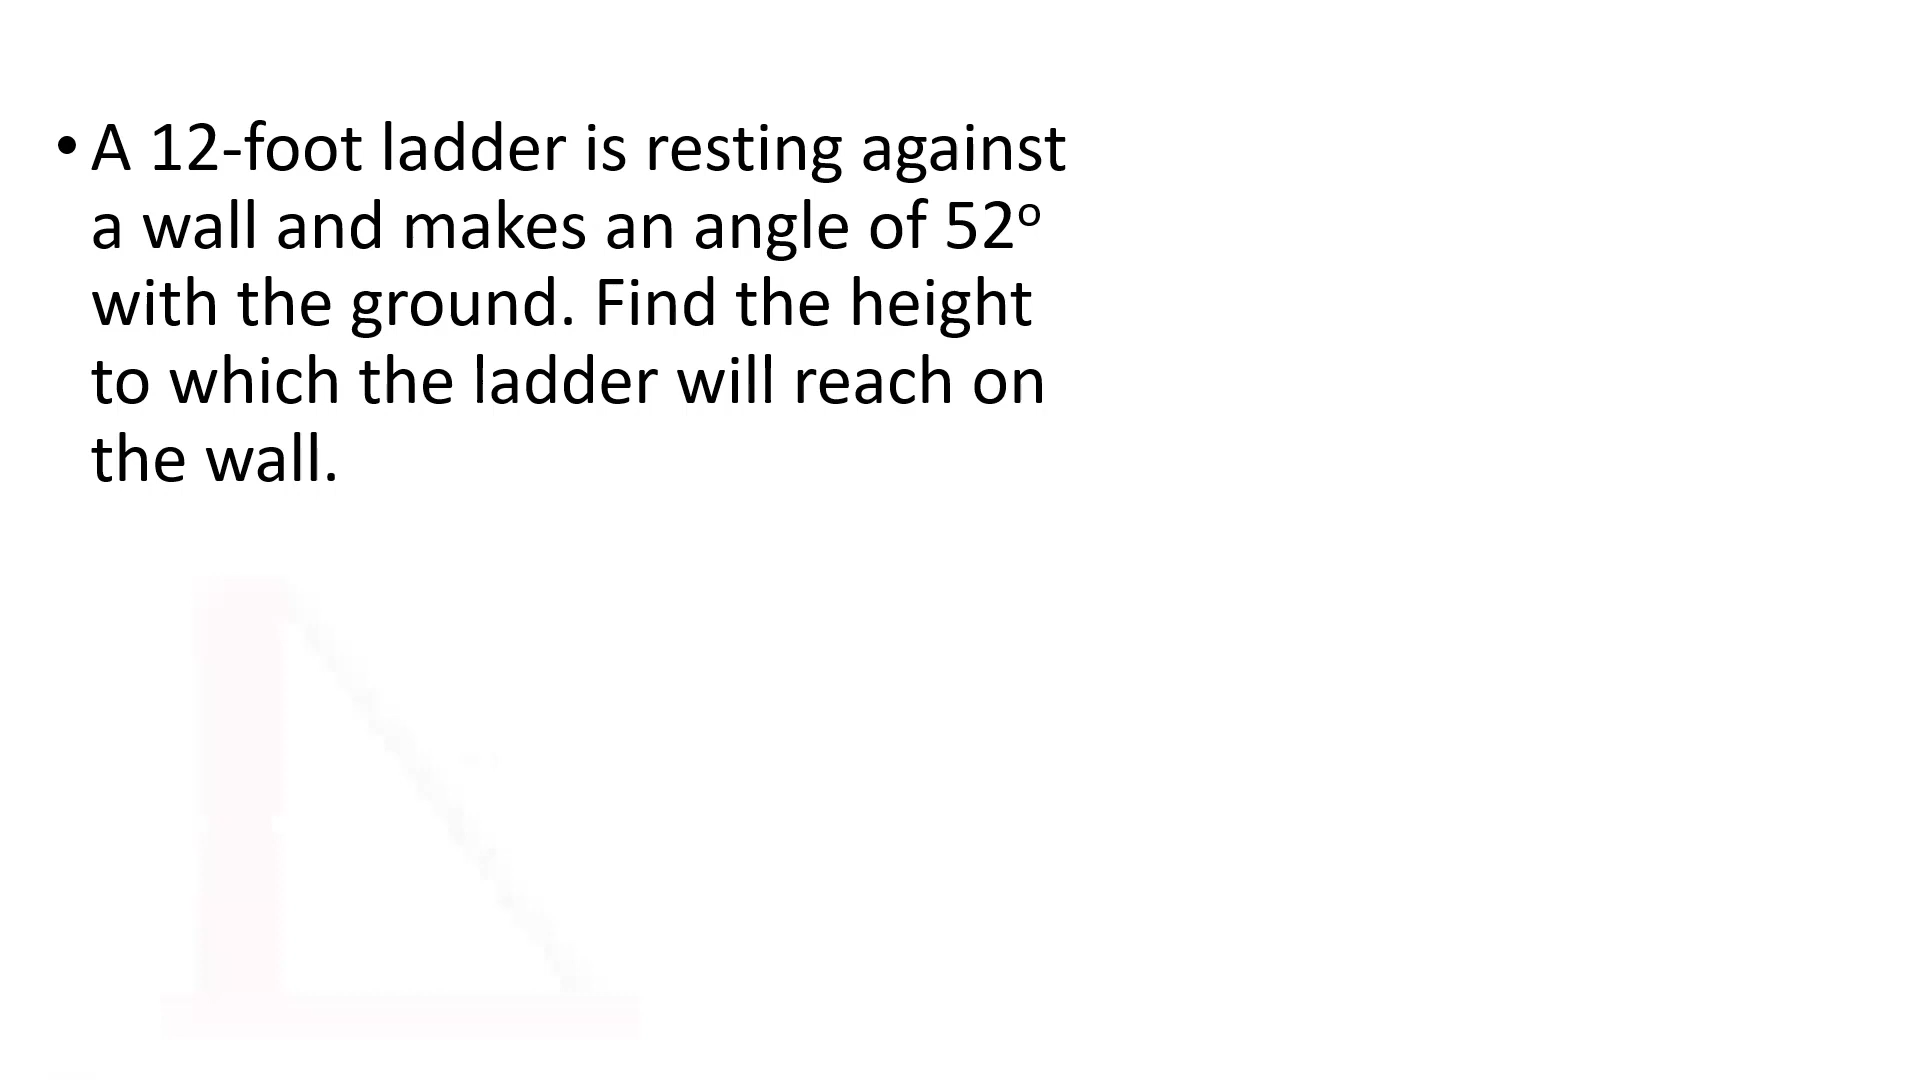 • A 12-foot ladder is resting against
a wall and makes an angle of 52º
with the ground. Find the height
to which the ladder will reach on
the wall.